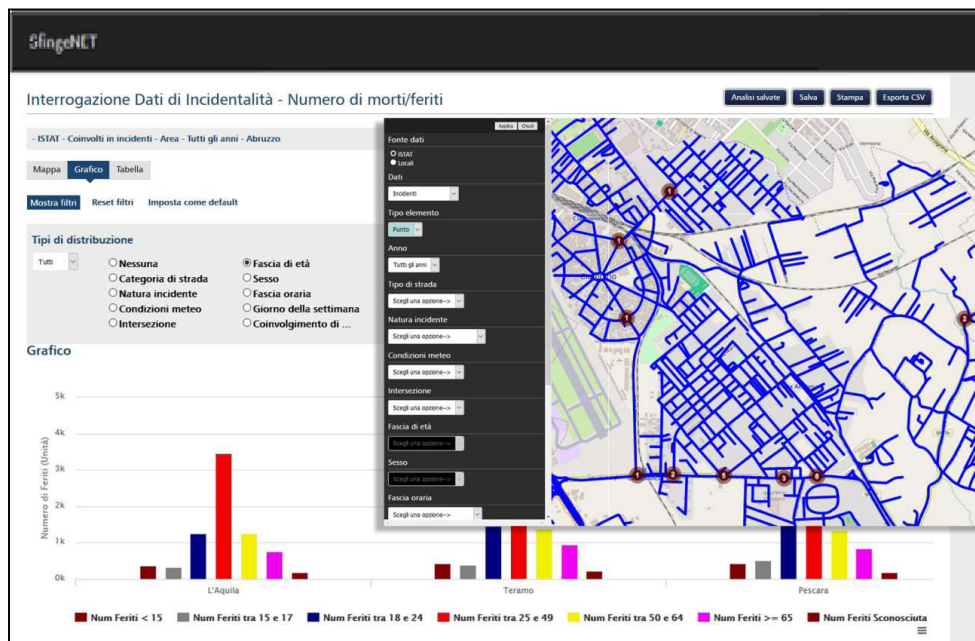 SfingeNET
Interrogazione Dati di Incidentalità - Numero di morti/feriti
Analisi salvate
Salva
Stampa
Esporta CSV
- ISTAT - Coinvolti in incidenti - Area - Tutti gli anni - Abruzzo
Mappa
Grafico
Tabella
Mostra filtri
Reset filtri
Imposta come default
Tipi di distribuzione
Tutti
Nessuna
Fascia di età
Categoria di strada
Sesso
Natura incidente
Fascia oraria
Condizioni meteo
Giorno della settimana
Intersezione
Coinvolgimento di ...
Grafico
Numero di Feriti (Unità)
5k
4k
3k
2k
1k
0k
L'Aquila
Teramo
Pescara
Num Feriti < 15
Num Feriti tra 15 e 17
Num Feriti tra 18 e 24
Num Feriti tra 25 e 49
Num Feriti tra 50 e 64
Num Feriti >= 65
Num Feriti Sconosciuta
Applica
Chiudi
Fonte dati
ISTAT
Locali
Dati
Incidenti
Tipo elemento
Punto
Anno
Tutti gli anni
Tipo di strada
Scegli una opzione-->
Natura incidente
Scegli una opzione-->
Condizioni meteo
Scegli una opzione-->
Intersezione
Scegli una opzione-->
Fascia di età
Scegli una opzione-->
Sesso
Scegli una opzione-->
Fascia oraria
Scegli una opzione-->
1
1
1
2
1
2
3